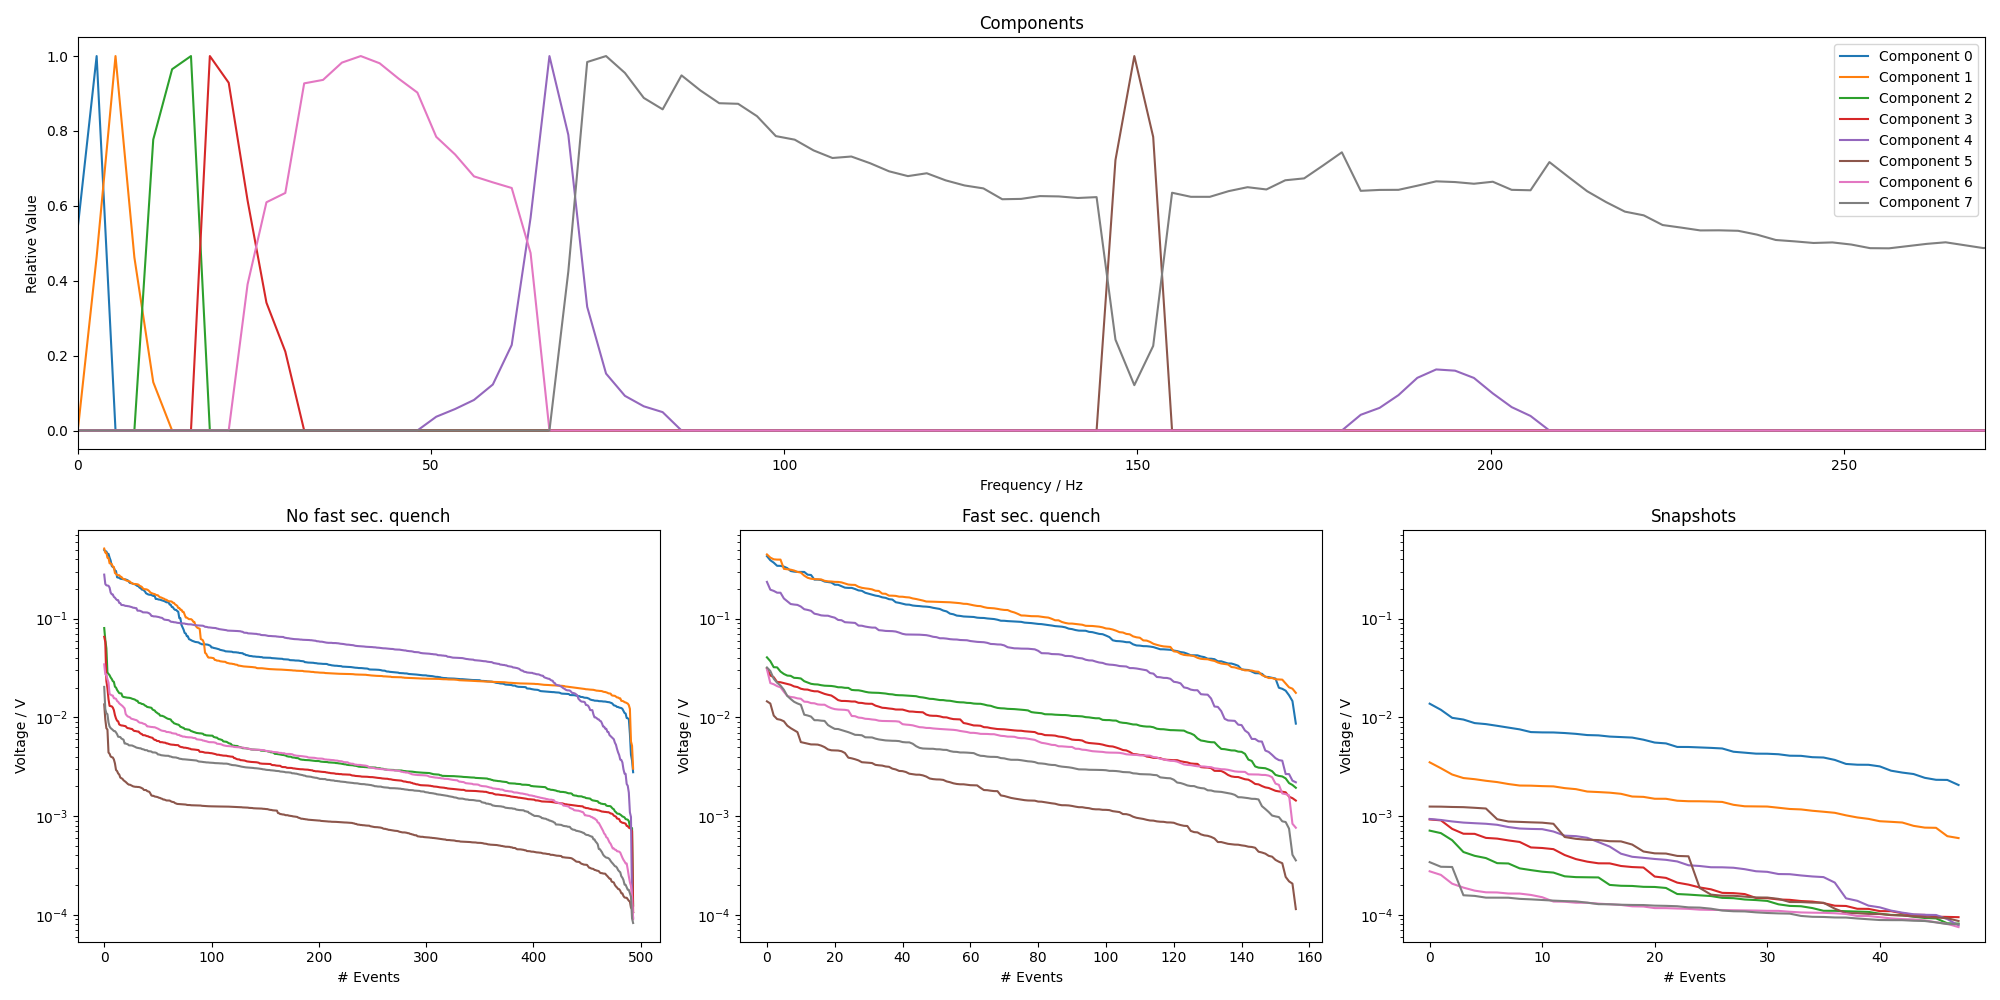 Components
1.0
0.8
0.6
0.4
0.2
0.0
Relative Value
0
50
100
150
200
250
Frequency / Hz
Component 0
Component 1
Component 2
Component 3
Component 4
Component 5
Component 6
Component 7
No fast sec. quench
10⁻¹
10⁻²
10⁻³
10⁻⁴
Voltage / V
0
100
200
300
400
500
# Events
Fast sec. quench
10⁻¹
10⁻²
10⁻³
10⁻⁴
Voltage / V
0
20
40
60
80
100
120
140
160
# Events
Snapshots
10⁻¹
10⁻²
10⁻³
10⁻⁴
Voltage / V
0
10
20
30
40
# Events